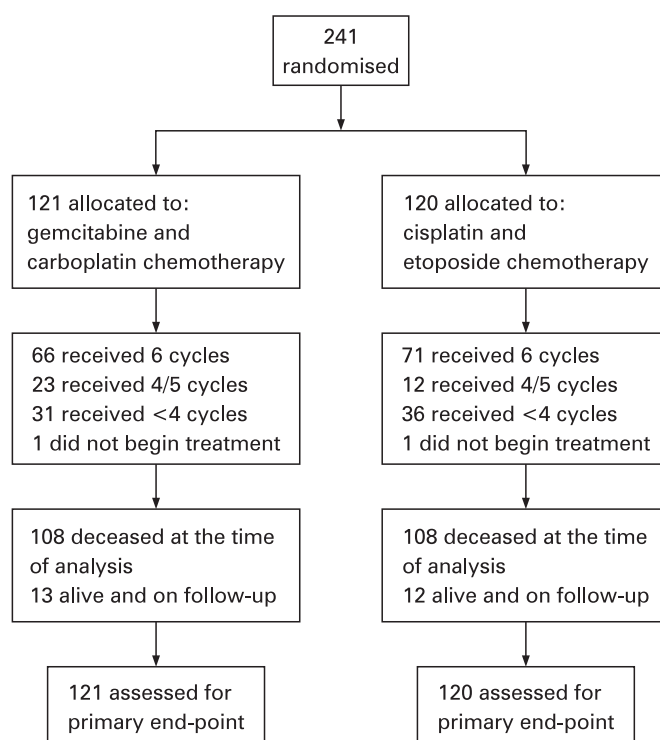 241
randomised
121 allocated to:
gemcitabine and
carboplatin chemotherapy
66 received 6 cycles
23 received 4/5 cycles
31 received <4 cycles
1 did not begin treatment
108 deceased at the time
of analysis
13 alive and on follow-up
121 assessed for
primary end-point
120 allocated to:
cisplatin and
etoposide chemotherapy
71 received 6 cycles
12 received 4/5 cycles
36 received <4 cycles
1 did not begin treatment
108 deceased at the time
of analysis
12 alive and on follow-up
120 assessed for
primary end-point